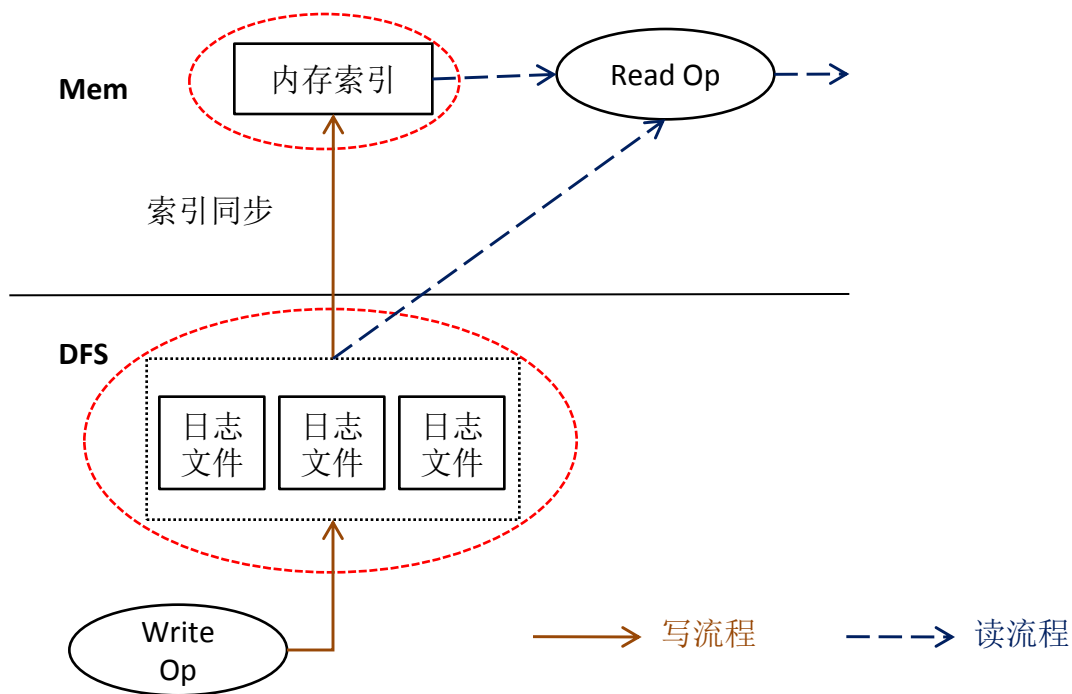 内存索引
Read Op
Mem
索引同步
DFS
日志
文件
日志
文件
日志
文件
Write
Op
写流程
读流程